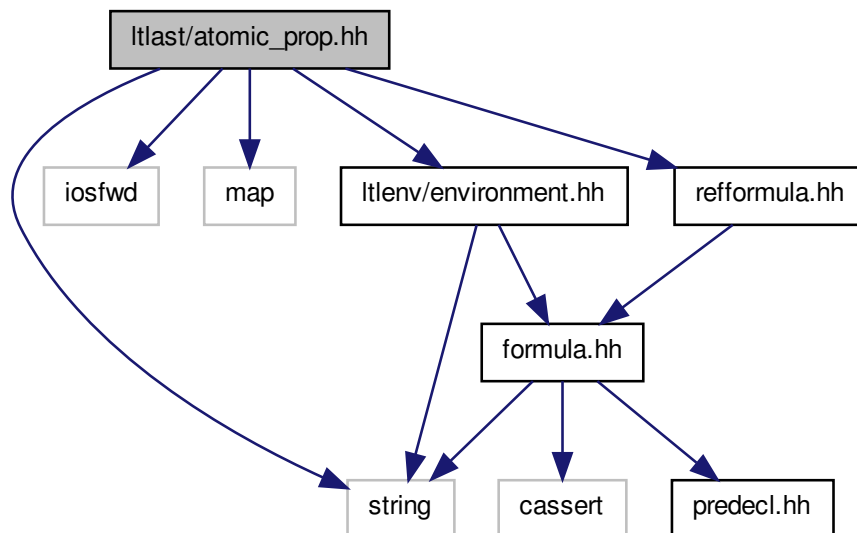 ltlast/atomic_prop.hh
iosfwd
map
ltlenv/environment.hh
refformula.hh
formula.hh
string
cassert
predecl.hh